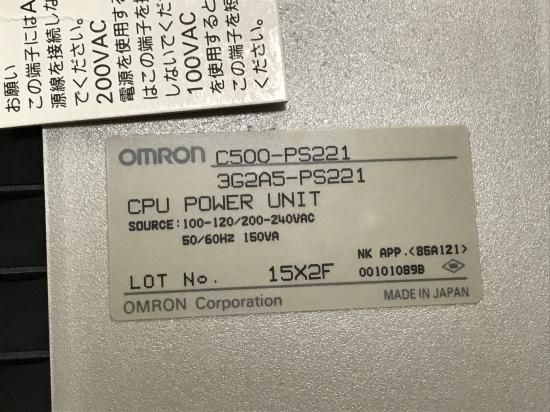 お願い
この端子にはA
源線を接続しな
でください。
200VAC
電源を使用する
はこの端子を
しないでくだ
100VAC
を使用すると
この端子を短
ください。
OMRON C500-PS221
3G2A5-PS221
CPU POWER UNIT
SOURCE:100-120/200-240VAC
50/60HZ 150VA
NK APP.<85A121>
LOT No. 15X2F 00101089B
OMRON Corporation MADE IN JAPAN